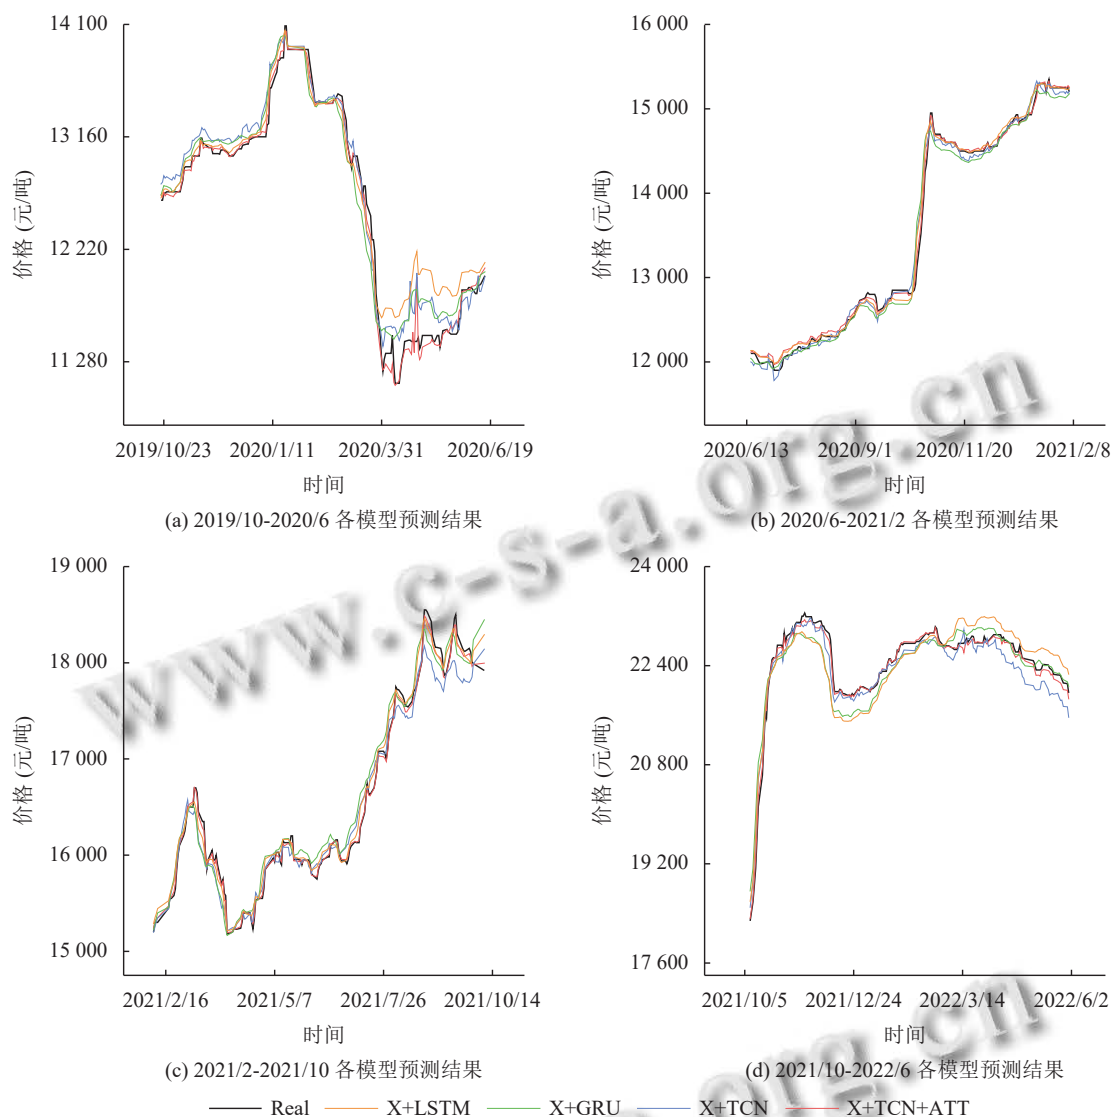 14 100
13 160
12 220
11 280
价格 (元/吨)
2019/10/23 2020/1/11 2020/3/31 2020/6/19
时间
(a) 2019/10-2020/6 各模型预测结果
16 000
15 000
14 000
13 000
12 000
价格 (元/吨)
2020/6/13 2020/9/1 2020/11/20 2021/2/8
时间
(b) 2020/6-2021/2 各模型预测结果
19 000
18 000
17 000
16 000
15 000
价格 (元/吨)
2021/2/16 2021/5/7 2021/7/26 2021/10/14
时间
(c) 2021/2-2021/10 各模型预测结果
24 000
22 400
20 800
19 200
17 600
价格 (元/吨)
2021/10/5 2021/12/24 2022/3/14 2022/6/2
时间
(d) 2021/10-2022/6 各模型预测结果
Real X+LSTM X+GRU X+TCN X+TCN+ATT
www.c-s-a.org.cn
org.cn